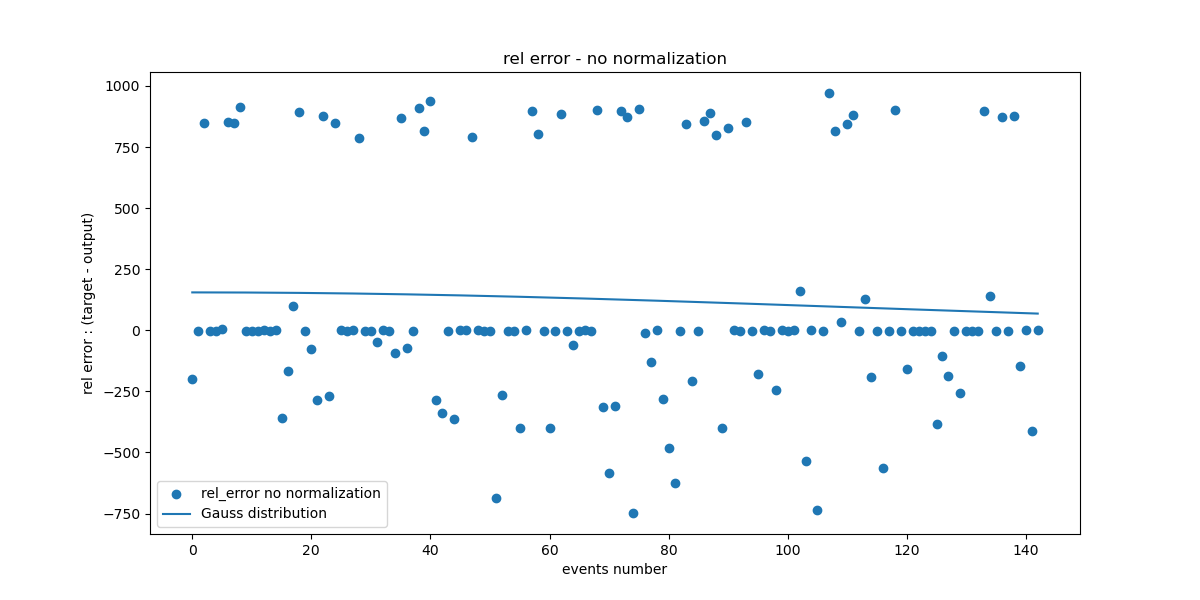 rel error - no normalization
rel error : (target - output)
1000
750
500
250
0
−250
−500
−750
rel_error no normalization
Gauss distribution
0 20 40 60 80 100 120 140
events number